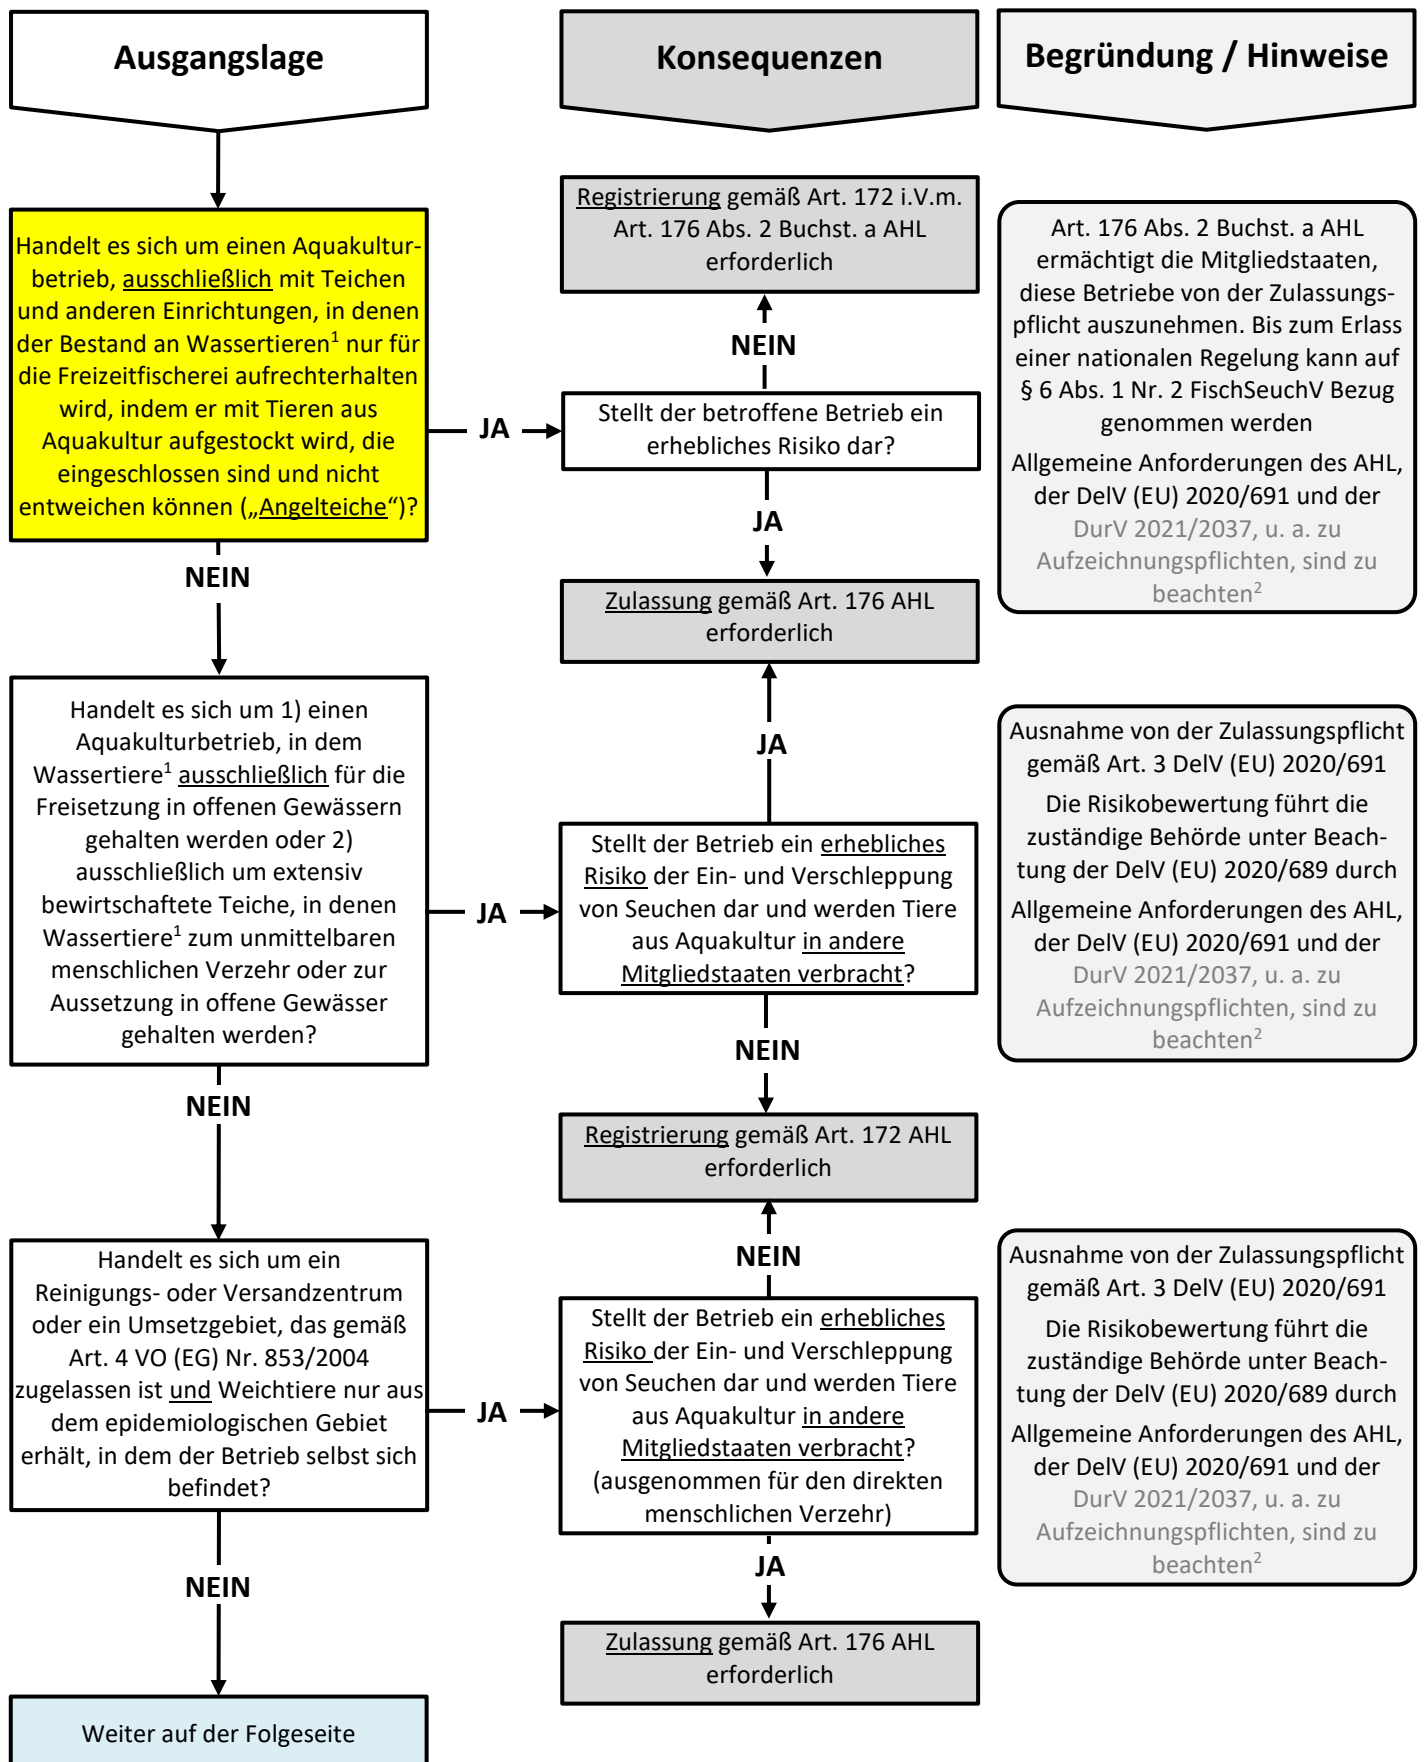 Ausgangslage
Konsequenzen
Begründung / Hinweise
Handelt es sich um einen Aquakultur-
betrieb, ausschließlich mit Teichen
und anderen Einrichtungen, in denen
der Bestand an Wassertieren¹ nur für
die Freizeitfischerei aufrechterhalten
wird, indem er mit Tieren aus
Aquakultur aufgestockt wird, die
eingeschlossen sind und nicht
entweichen können („Angelteiche“)?
JA
NEIN
Registrierung gemäß Art. 172 i.V.m.
Art. 176 Abs. 2 Buchst. a AHL
erforderlich
NEIN
Stellt der betroffene Betrieb ein
erhebliches Risiko dar?
JA
Zulassung gemäß Art. 176 AHL
erforderlich
Art. 176 Abs. 2 Buchst. a AHL
ermächtigt die Mitgliedstaaten,
diese Betriebe von der Zulassungs-
pflicht auszunehmen. Bis zum Erlass
einer nationalen Regelung kann auf
§ 6 Abs. 1 Nr. 2 FischSeuchV Bezug
genommen werden
Allgemeine Anforderungen des AHL,
der DelV (EU) 2020/691 und der
DurV 2021/2037, u. a. zu
Aufzeichnungspflichten, sind zu
beachten²
Handelt es sich um 1) einen
Aquakulturbetrieb, in dem
Wassertiere¹ ausschließlich für die
Freisetzung in offenen Gewässern
gehalten werden oder 2)
ausschließlich um extensiv
bewirtschaftete Teiche, in denen
Wassertiere¹ zum unmittelbaren
menschlichen Verzehr oder zur
Aussetzung in offene Gewässer
gehalten werden?
JA
NEIN
JA
Stellt der Betrieb ein erhebliches
Risiko der Ein- und Verschleppung
von Seuchen dar und werden Tiere
aus Aquakultur in andere
Mitgliedstaaten verbracht?
NEIN
Registrierung gemäß Art. 172 AHL
erforderlich
Ausnahme von der Zulassungspflicht
gemäß Art. 3 DelV (EU) 2020/691
Die Risikobewertung führt die
zuständige Behörde unter Beach-
tung der DelV (EU) 2020/689 durch
Allgemeine Anforderungen des AHL,
der DelV (EU) 2020/691 und der
DurV 2021/2037, u. a. zu
Aufzeichnungspflichten, sind zu
beachten²
Handelt es sich um ein
Reinigungs- oder Versandzentrum
oder ein Umsetzgebiet, das gemäß
Art. 4 VO (EG) Nr. 853/2004
zugelassen ist und Weichtiere nur aus
dem epidemiologischen Gebiet
erhält, in dem der Betrieb selbst sich
befindet?
JA
NEIN
NEIN
Stellt der Betrieb ein erhebliches
Risiko der Ein- und Verschleppung
von Seuchen dar und werden Tiere
aus Aquakultur in andere
Mitgliedstaaten verbracht?
(ausgenommen für den direkten
menschlichen Verzehr)
JA
Zulassung gemäß Art. 176 AHL
erforderlich
Ausnahme von der Zulassungspflicht
gemäß Art. 3 DelV (EU) 2020/691
Die Risikobewertung führt die
zuständige Behörde unter Beach-
tung der DelV (EU) 2020/689 durch
Allgemeine Anforderungen des AHL,
der DelV (EU) 2020/691 und der
DurV 2021/2037, u. a. zu
Aufzeichnungspflichten, sind zu
beachten²
Weiter auf der Folgeseite